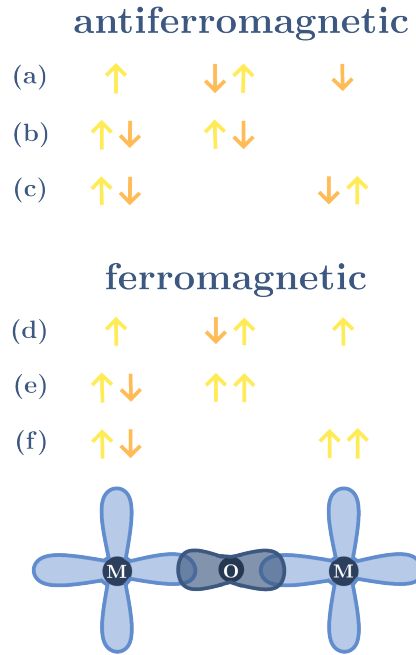 antiferromagnetic
(a)
(b)
(c)
ferromagnetic
(d)
(e)
(f)
M O M